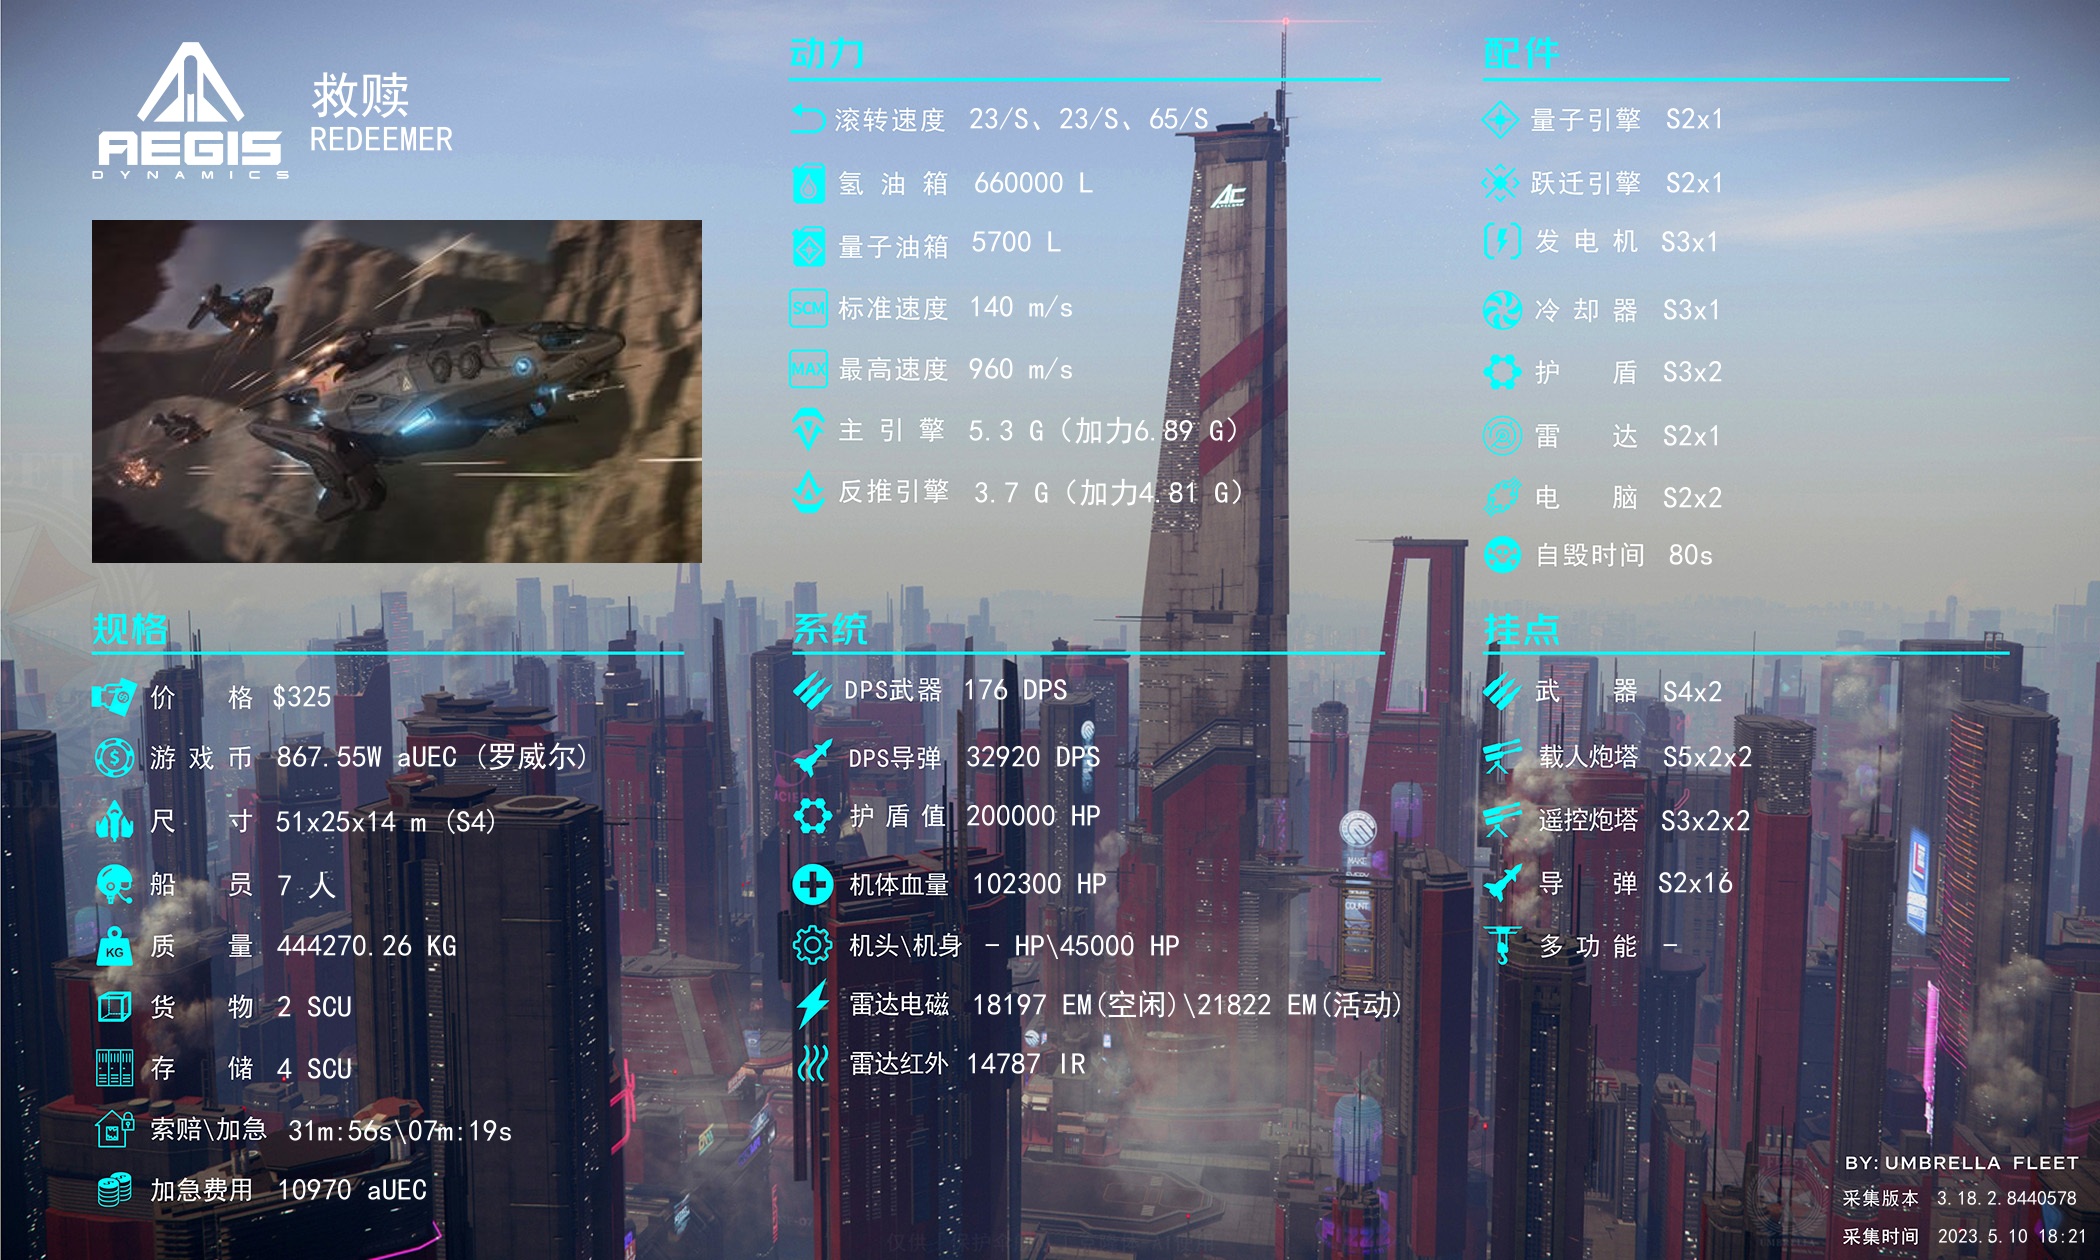 AEGIS
DYNAMICS
救赎
REDEEMER
动力
滚转速度 23/S、23/S、65/S
氢油箱 660000 L
量子油箱 5700 L
SCM 标准速度 140 m/s
MAX 最高速度 960 m/s
主引擎 5.3 G（加力6.89 G）
反推引擎 3.7 G（加力4.81 G）
配件
量子引擎 S2x1
跃迁引擎 S2x1
发电机 S3x1
冷却器 S3x1
护盾 S3x2
雷达 S2x1
电脑 S2x2
自毁时间 80s
规格
价格 $325
游戏币 867.55W aUEC (罗威尔)
尺寸 51x25x14 m (S4)
船员 7 人
KG 质量 444270.26 KG
货物 2 SCU
存储 4 SCU
索赔\加急 31m:56s\07m:19s
加急费用 10970 aUEC
系统
DPS武器 176 DPS
DPS导弹 32920 DPS
护盾值 200000 HP
机体血量 102300 HP
机头\机身 - HP\45000 HP
雷达电磁 18197 EM(空闲)\21822 EM(活动)
雷达红外 14787 IR
挂点
武器 S4x2
载人炮塔 S5x2x2
遥控炮塔 S3x2x2
导弹 S2x16
多功能 -
AC
MAKE
EVERY
COUNT
BY: UMBRELLA FLEET
采集版本 3.18.2.8440578
采集时间 2023.5.10 18:21